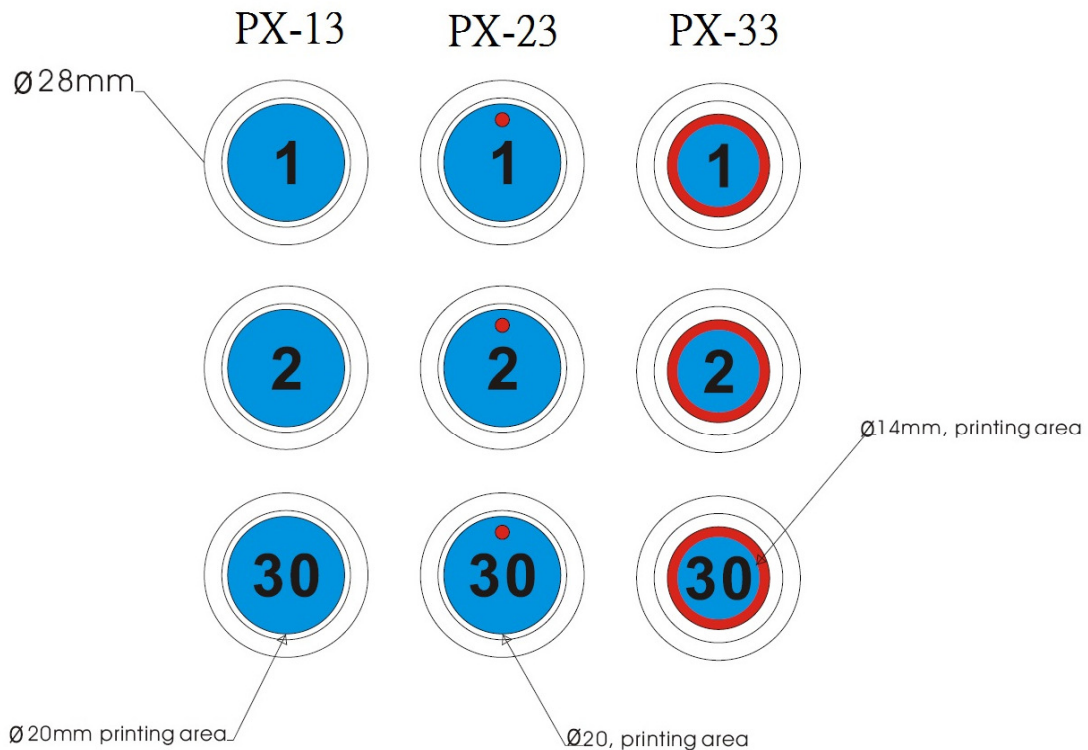 PX-13 PX-23 PX-33
Ø28mm
1 1 1
2 2 2
Ø14mm, printing area
30 30 30
Ø20mm printing area
Ø20, printing area